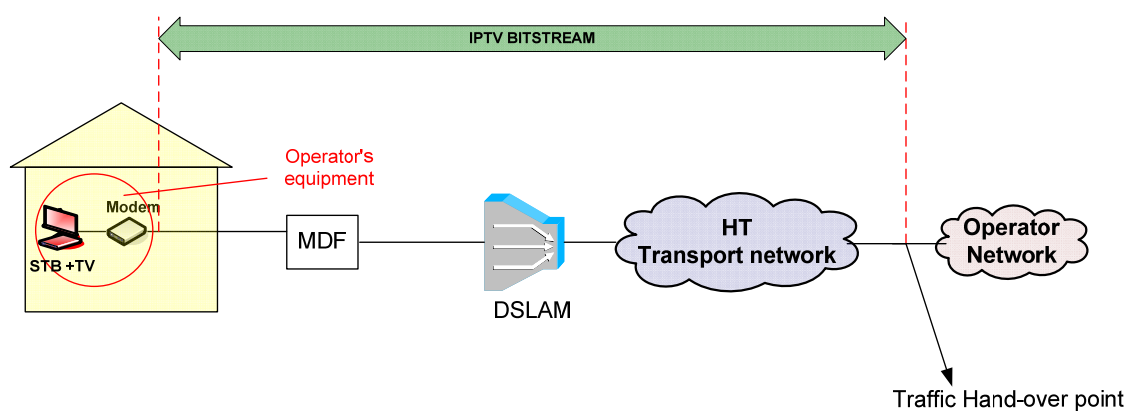 IPTV BITSTREAM
Operator's
equipment
Modem
STB +TV
MDF
DSLAM
HT
Transport network
Operator
Network
Traffic Hand-over point